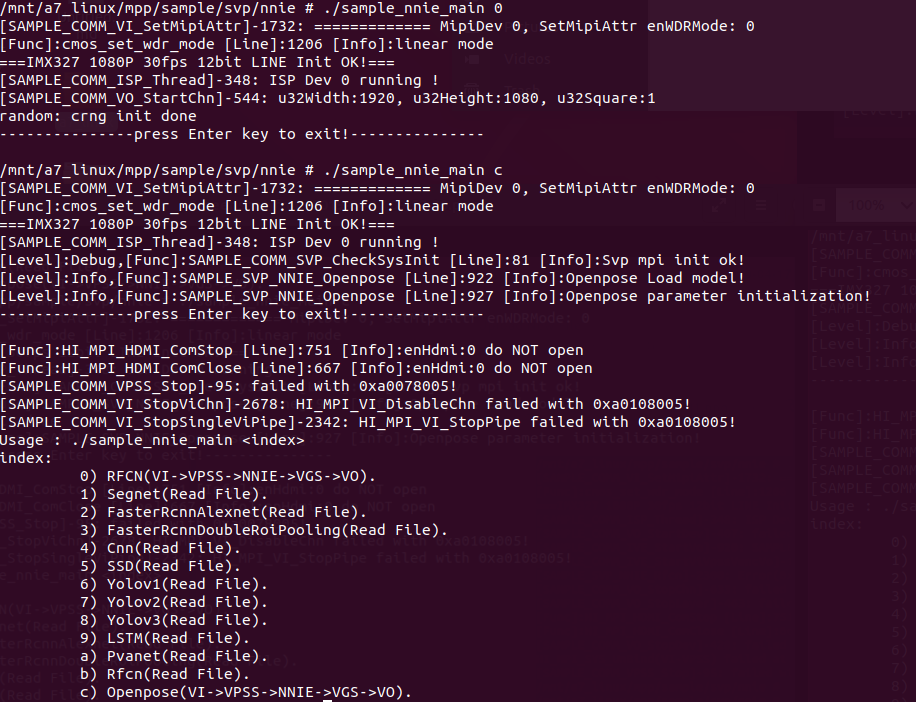 /mnt/a7_linux/mpp/sample/svp/nnie # ./sample_nnie_main 0
[SAMPLE_COMM_VI_SetMipiAttr]-1732: ============= MipiDev 0, SetMipiAttr enWDRMode: 0
[Func]:cmos_set_wdr_mode [Line]:1206 [Info]:linear mode
===IMX327 1080P 30fps 12bit LINE Init OK!===
[SAMPLE_COMM_ISP_Thread]-348: ISP Dev 0 running !
[SAMPLE_COMM_VO_StartChn]-544: u32Width:1920, u32Height:1080, u32Square:1
random: crng init done
---------------press Enter key to exit!---------------
/mnt/a7_linux/mpp/sample/svp/nnie # ./sample_nnie_main c
[SAMPLE_COMM_VI_SetMipiAttr]-1732: ============= MipiDev 0, SetMipiAttr enWDRMode: 0
[Func]:cmos_set_wdr_mode [Line]:1206 [Info]:linear mode
===IMX327 1080P 30fps 12bit LINE Init OK!===
[SAMPLE_COMM_ISP_Thread]-348: ISP Dev 0 running !
[Level]:Debug,[Func]:SAMPLE_COMM_SVP_CheckSysInit [Line]:81 [Info]:Svp mpi init ok!
[Level]:Info,[Func]:SAMPLE_SVP_NNIE_Openpose [Line]:922 [Info]:Openpose Load model!
[Level]:Info,[Func]:SAMPLE_SVP_NNIE_Openpose [Line]:927 [Info]:Openpose parameter initialization!
---------------press Enter key to exit!---------------
[Func]:HI_MPI_HDMI_ComStop [Line]:751 [Info]:enHdmi:0 do NOT open
[Func]:HI_MPI_HDMI_ComClose [Line]:667 [Info]:enHdmi:0 do NOT open
[SAMPLE_COMM_VPSS_Stop]-95: failed with 0xa0078005!
[SAMPLE_COMM_VI_StopViChn]-2678: HI_MPI_VI_DisableChn failed with 0xa0108005!
[SAMPLE_COMM_VI_StopSingleViPipe]-2342: HI_MPI_VI_StopPipe failed with 0xa0108005!
Usage : ./sample_nnie_main <index>
index:
0) RFCN(VI->VPSS->NNIE->VGS->VO).
1) Segnet(Read File).
2) FasterRcnnAlexnet(Read File).
3) FasterRcnnDoubleRoiPooling(Read File).
4) Cnn(Read File).
5) SSD(Read File).
6) Yolov1(Read File).
7) Yolov2(Read File).
8) Yolov3(Read File).
9) LSTM(Read File).
a) Pvanet(Read File).
b) Rfcn(Read File).
c) Openpose(VI->VPSS->NNIE->VGS->VO).